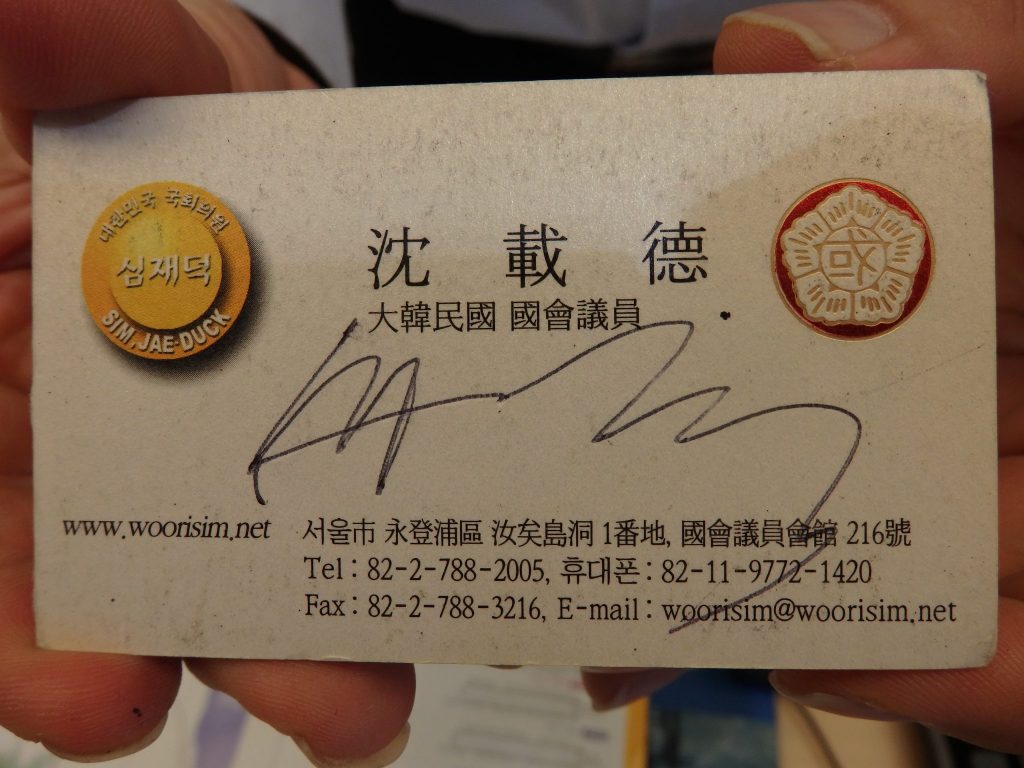 대한민국 국회의원
심재덕
SIM, JAE-DUCK
沈 載 德
大韓民國 國會議員
國
www.woorisim.net
서울市 永登浦區 汝矣島洞 1番地, 國會議員會館 216號
Tel : 82-2-788-2005, 휴대폰 : 82-11-9772-1420
Fax : 82-2-788-3216, E-mail : woorisim@woorisim.net